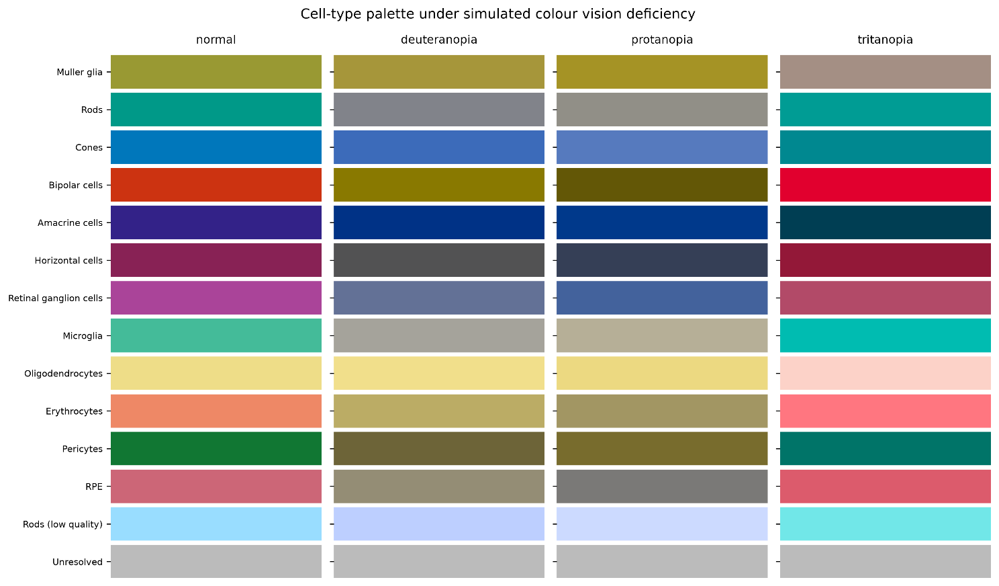 Cell-type palette under simulated colour vision deficiency
normal deuteranopia protanopia tritanopia
Muller glia
Rods
Cones
Bipolar cells
Amacrine cells
Horizontal cells
Retinal ganglion cells
Microglia
Oligodendrocytes
Erythrocytes
Pericytes
RPE
Rods (low quality)
Unresolved